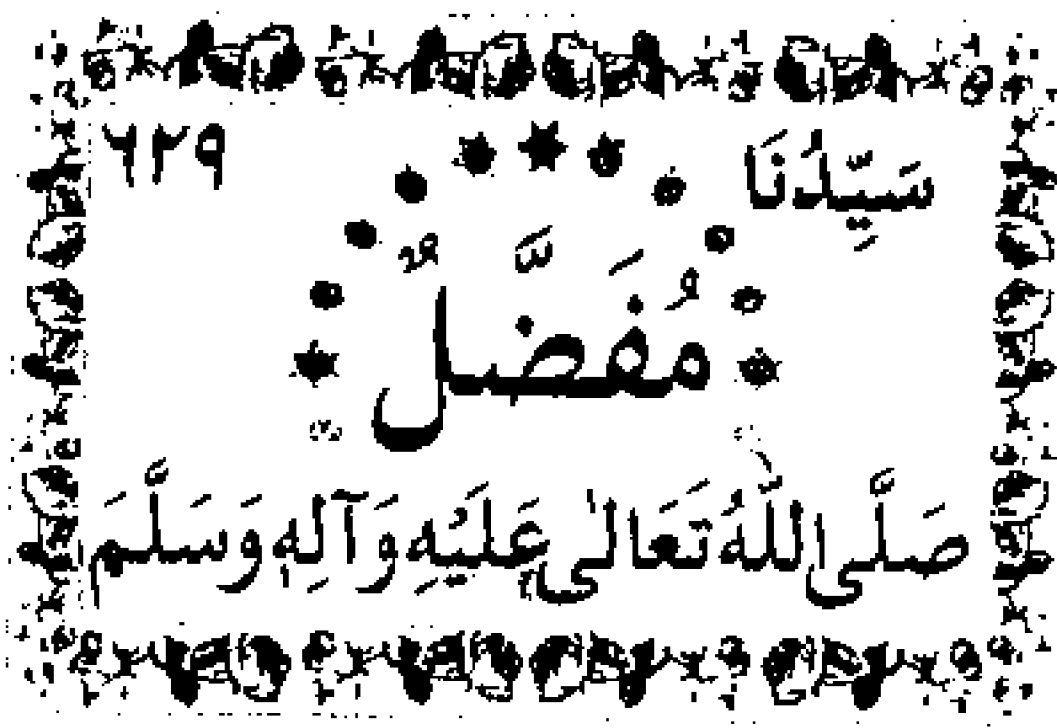 سَيِّدُنَا ٦٢٩
مُفَضَّلٌ
صَلَّى اللّٰهُ تَعَالٰى عَلَيْهِ وَآلِهٖ وَسَلَّمَ